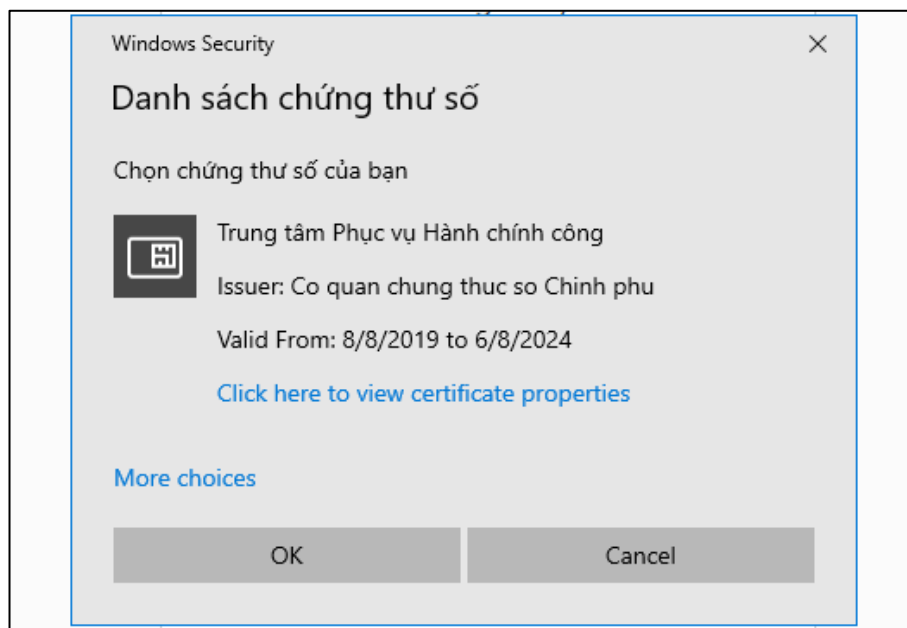 Windows Security
Danh sách chứng thư số
Chọn chứng thư số của bạn
Trung tâm Phục vụ Hành chính công
Issuer: Co quan chung thuc so Chinh phu
Valid From: 8/8/2019 to 6/8/2024
Click here to view certificate properties
More choices
OK
Cancel